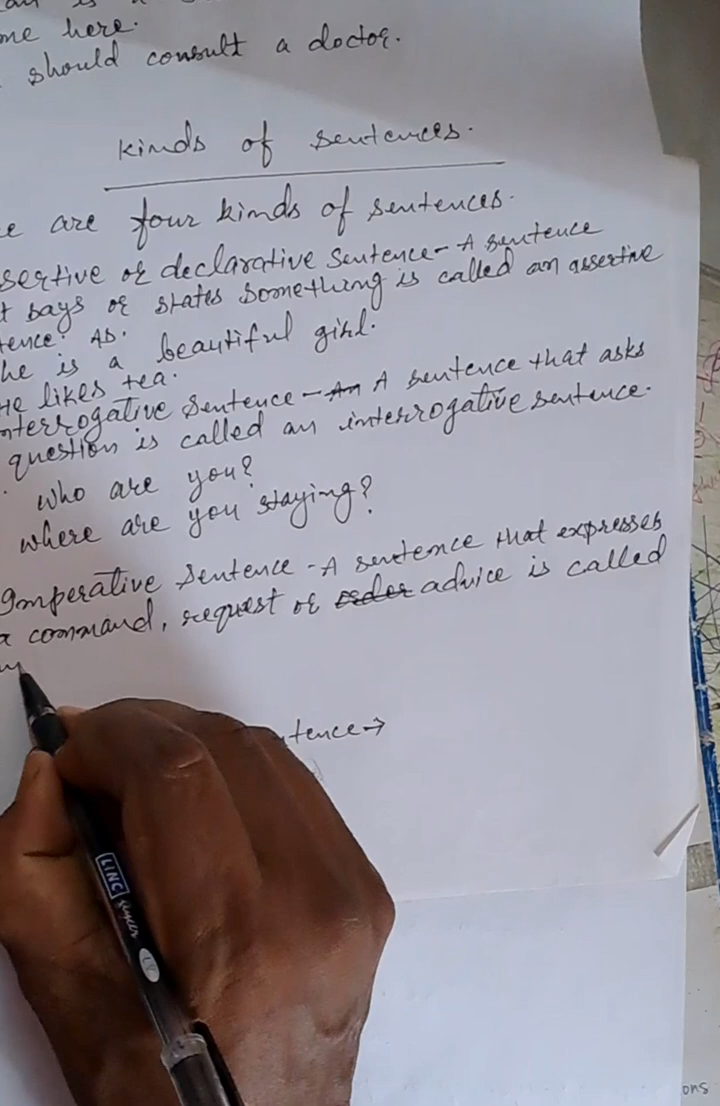 me here.
should consult a doctor.
Kinds of sentences.
e are four kinds of sentences.
sertive or declarative Sentence- A sentence
t says or states Something is called an assertive
tence. As.
he is a beautiful girl.
He likes tea.
nterrogative Sentence - An A sentence that asks
question is called an interrogative sentence.
who are you?
where are you staying?
Imperative Sentence - A sentence that expresses
a command, request or order advice is called
tence →
LINC
ons